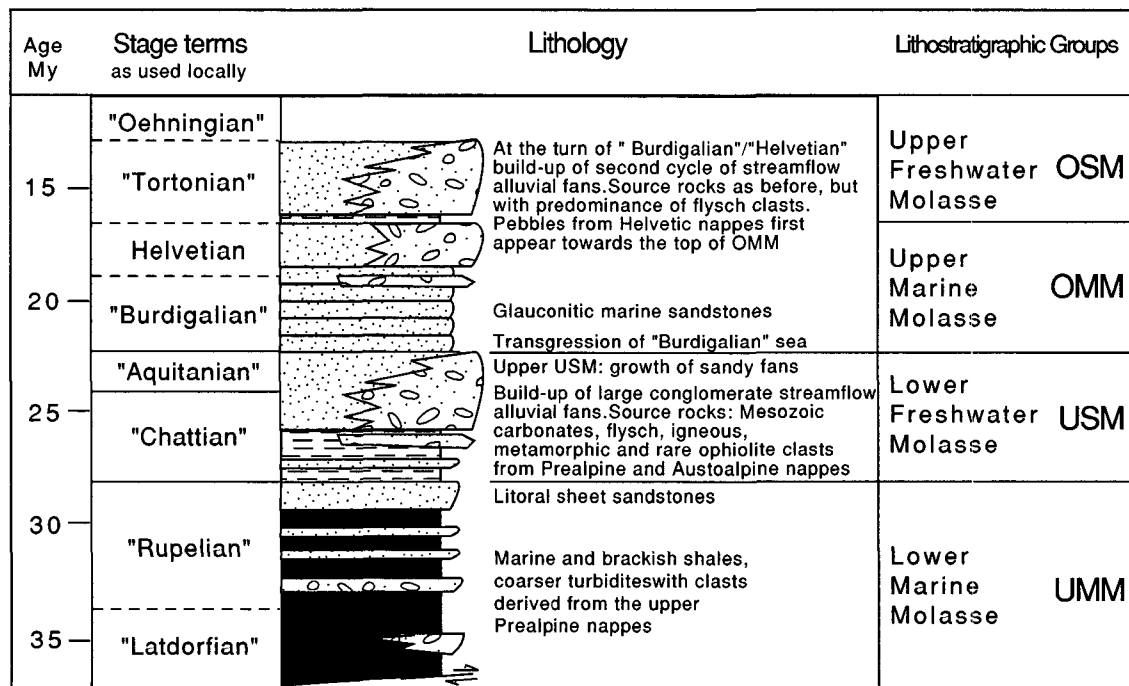 Age
My
Stage terms
as used locally
Lithology
Lithostratigraphic Groups
15
20
25
30
35
"Oehningian"
"Tortonian"
Helvetian
"Burdigalian"
"Aquitanian"
"Chattian"
"Rupelian"
"Latdorfian"
At the turn of " Burdigalian"/"Helvetian"
build-up of second cycle of streamflow
alluvial fans.Source rocks as before, but
with predominance of flysch clasts.
Pebbles from Helvetic nappes first
appear towards the top of OMM
Glauconitic marine sandstones
Transgression of "Burdigalian" sea
Upper USM: growth of sandy fans
Build-up of large conglomerate streamflow
alluvial fans.Source rocks: Mesozoic
carbonates, flysch, igneous,
metamorphic and rare ophiolite clasts
from Prealpine and Austoalpine nappes
Litoral sheet sandstones
Marine and brackish shales,
coarser turbiditeswith clasts
derived from the upper
Prealpine nappes
Upper
Freshwater OSM
Molasse
Upper
Marine OMM
Molasse
Lower
Freshwater USM
Molasse
Lower
Marine UMM
Molasse